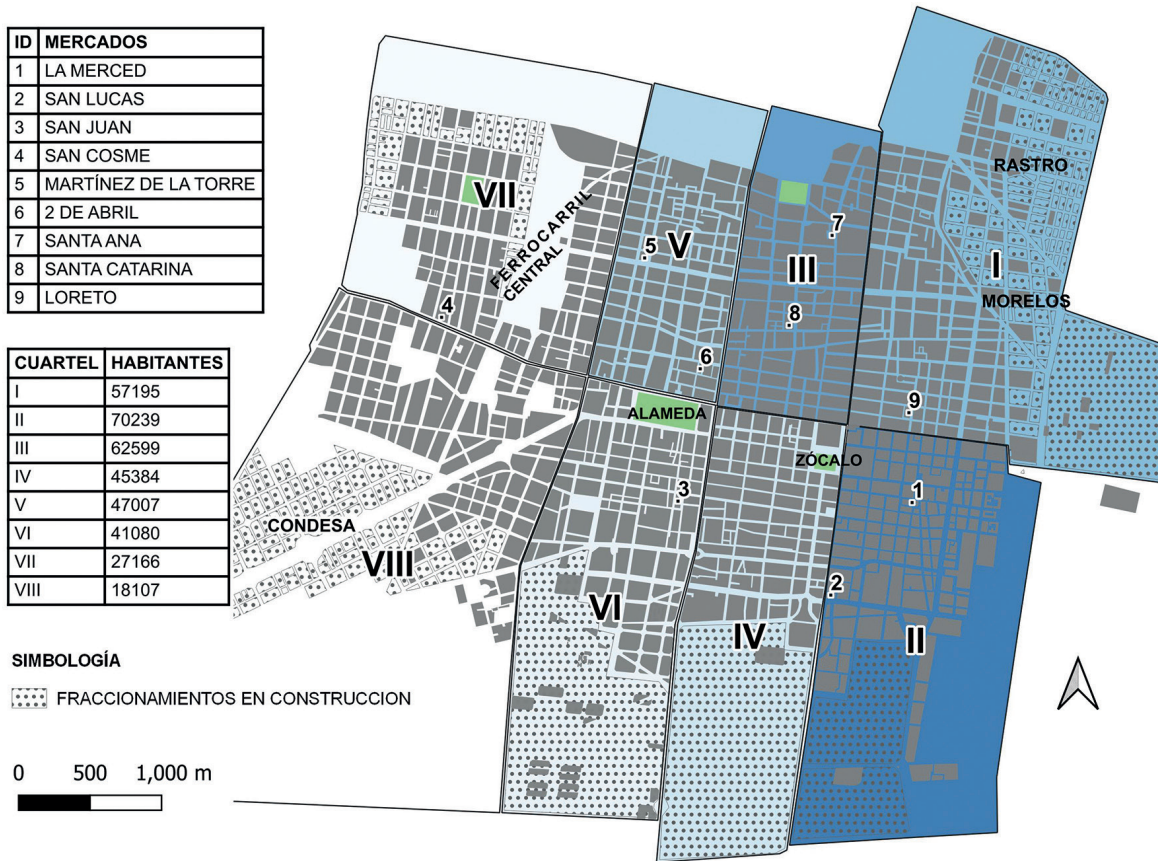 ID MERCADOS
1 LA MERCED
2 SAN LUCAS
3 SAN JUAN
4 SAN COSME
5 MARTÍNEZ DE LA TORRE
6 2 DE ABRIL
7 SANTA ANA
8 SANTA CATARINA
9 LORETO
CUARTEL HABITANTES
I 57195
II 70239
III 62599
IV 45384
V 47007
VI 41080
VII 27166
VIII 18107
SIMBOLOGÍA
FRACCIONAMIENTOS EN CONSTRUCCION
0 500 1,000 m
RASTRO
VII
FERROCARRIL
CENTRAL
7
5
V
III
I
MORELOS
4
8
6
9
ALAMEDA
ZÓCALO
3
1
CONDESA
VIII
2
VI
IV
II